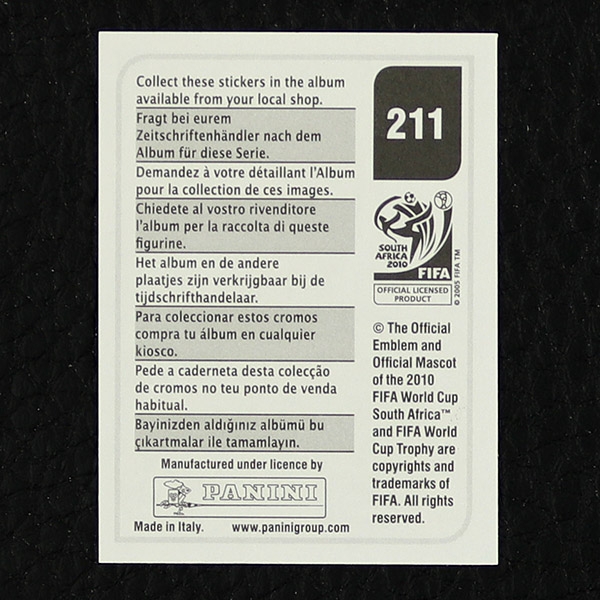 Collect these stickers in the album
available from your local shop.
Fragt bei eurem
Zeitschriftenhändler nach dem
Album für diese Serie.
Demandez à votre détaillant l'Album
pour la collection de ces images.
Chiedete al vostro rivenditore
l'album per la raccolta di queste
figurine.
Het album en de andere
plaatjes zijn verkrijgbaar bij de
tijdschrifthandelaar.
Para coleccionar estos cromos
compra tu álbum en cualquier
kiosco.
Pede a caderneta desta colecção
de cromos no teu ponto de venda
habitual.
Bayinizden aldığınız albümü bu
çıkartmalar ile tamamlayın.
Manufactured under licence by
PANINI
Made in Italy. www.paninigroup.com
211
SOUTH
AFRICA
2010
FIFA
OFFICIAL LICENSED
PRODUCT
© 2005 FIFA TM
© The Official
Emblem and
Official Mascot
of the 2010
FIFA World Cup
South Africa™
and FIFA World
Cup Trophy are
copyrights and
trademarks of
FIFA. All rights
reserved.